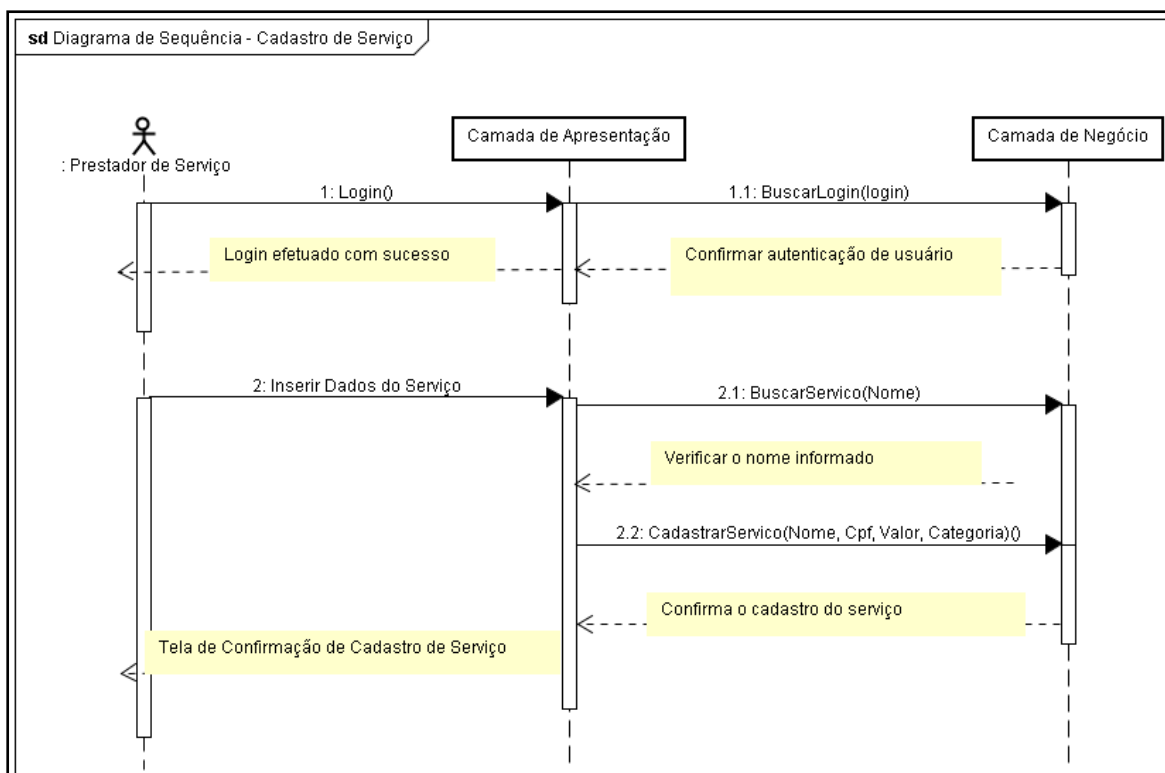 sd Diagrama de Sequência - Cadastro de Serviço
: Prestador de Serviço
Camada de Apresentação
Camada de Negócio
1: Login()
1.1: BuscarLogin(login)
Login efetuado com sucesso
Confirmar autenticação de usuário
2: Inserir Dados do Serviço
2.1: BuscarServico(Nome)
Verificar o nome informado
2.2: CadastrarServico(Nome, Cpf, Valor, Categoria)()
Confirma o cadastro do serviço
Tela de Confirmação de Cadastro de Serviço